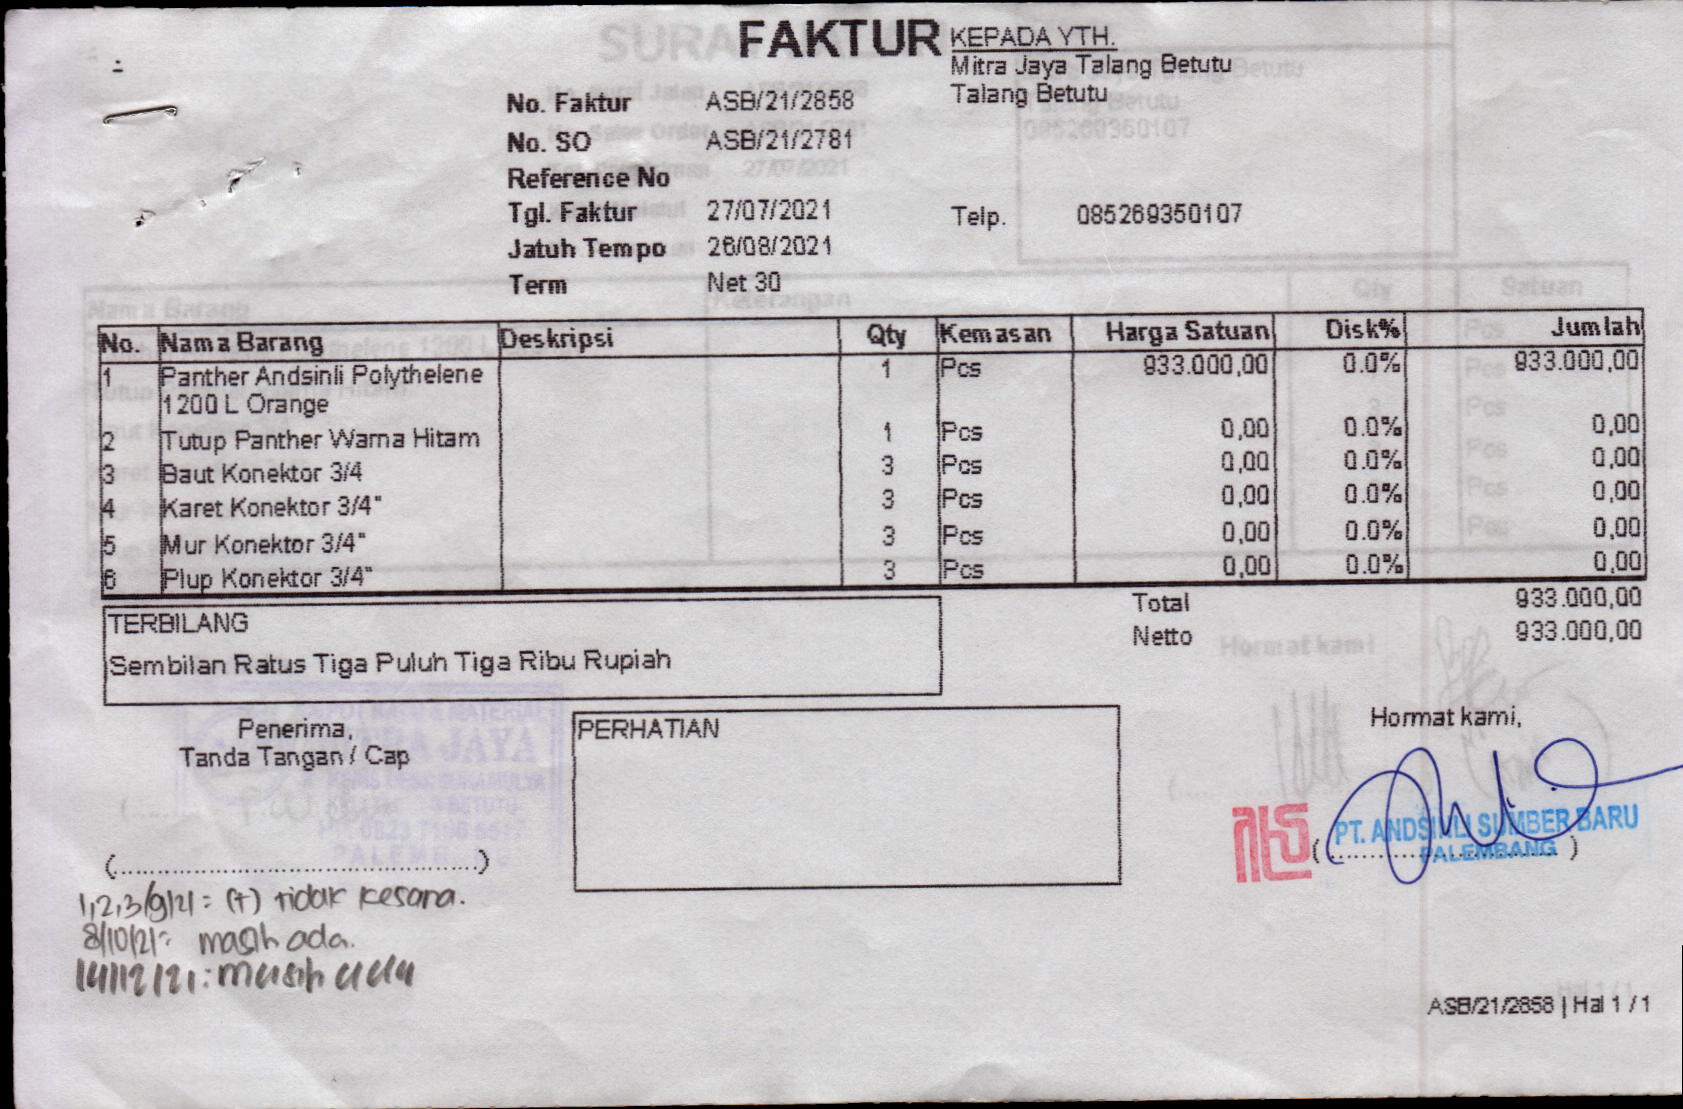 FAKTUR
KEPADA YTH.
Mitra Jaya Talang Betutu
Talang Betutu
No. Faktur ASB/21/2858
No. SO ASB/21/2781
Reference No
Tgl. Faktur 27/07/2021
Telp. 085269350107
Jatuh Tempo 26/08/2021
Term Net 30
No. Nama Barang Deskripsi Qty Kemasan Harga Satuan Disk% Jumlah
1 Panther Andsinli Polythelene 1 Pcs 933.000,00 0.0% 933.000,00
1200 L Orange
2 Tutup Panther Warna Hitam 1 Pcs 0,00 0.0% 0,00
3 Baut Konektor 3/4 3 Pcs 0,00 0.0% 0,00
4 Karet Konektor 3/4" 3 Pcs 0,00 0.0% 0,00
5 Mur Konektor 3/4" 3 Pcs 0,00 0.0% 0,00
6 Plup Konektor 3/4" 3 Pcs 0,00 0.0% 0,00
Total 933.000,00
Netto 933.000,00
TERBILANG
Sembilan Ratus Tiga Puluh Tiga Ribu Rupiah
Penerima,
Tanda Tangan / Cap
PERHATIAN
Hormat kami,
PT. ANDSINLI SUMBER BARU
PALEMBANG
(..................................................)
1,2,3/9/21 = (T) tidak kesana.
8/10/21: masih ada.
14/12/21: masih ada
ASB/21/2858 | Hal 1 / 1